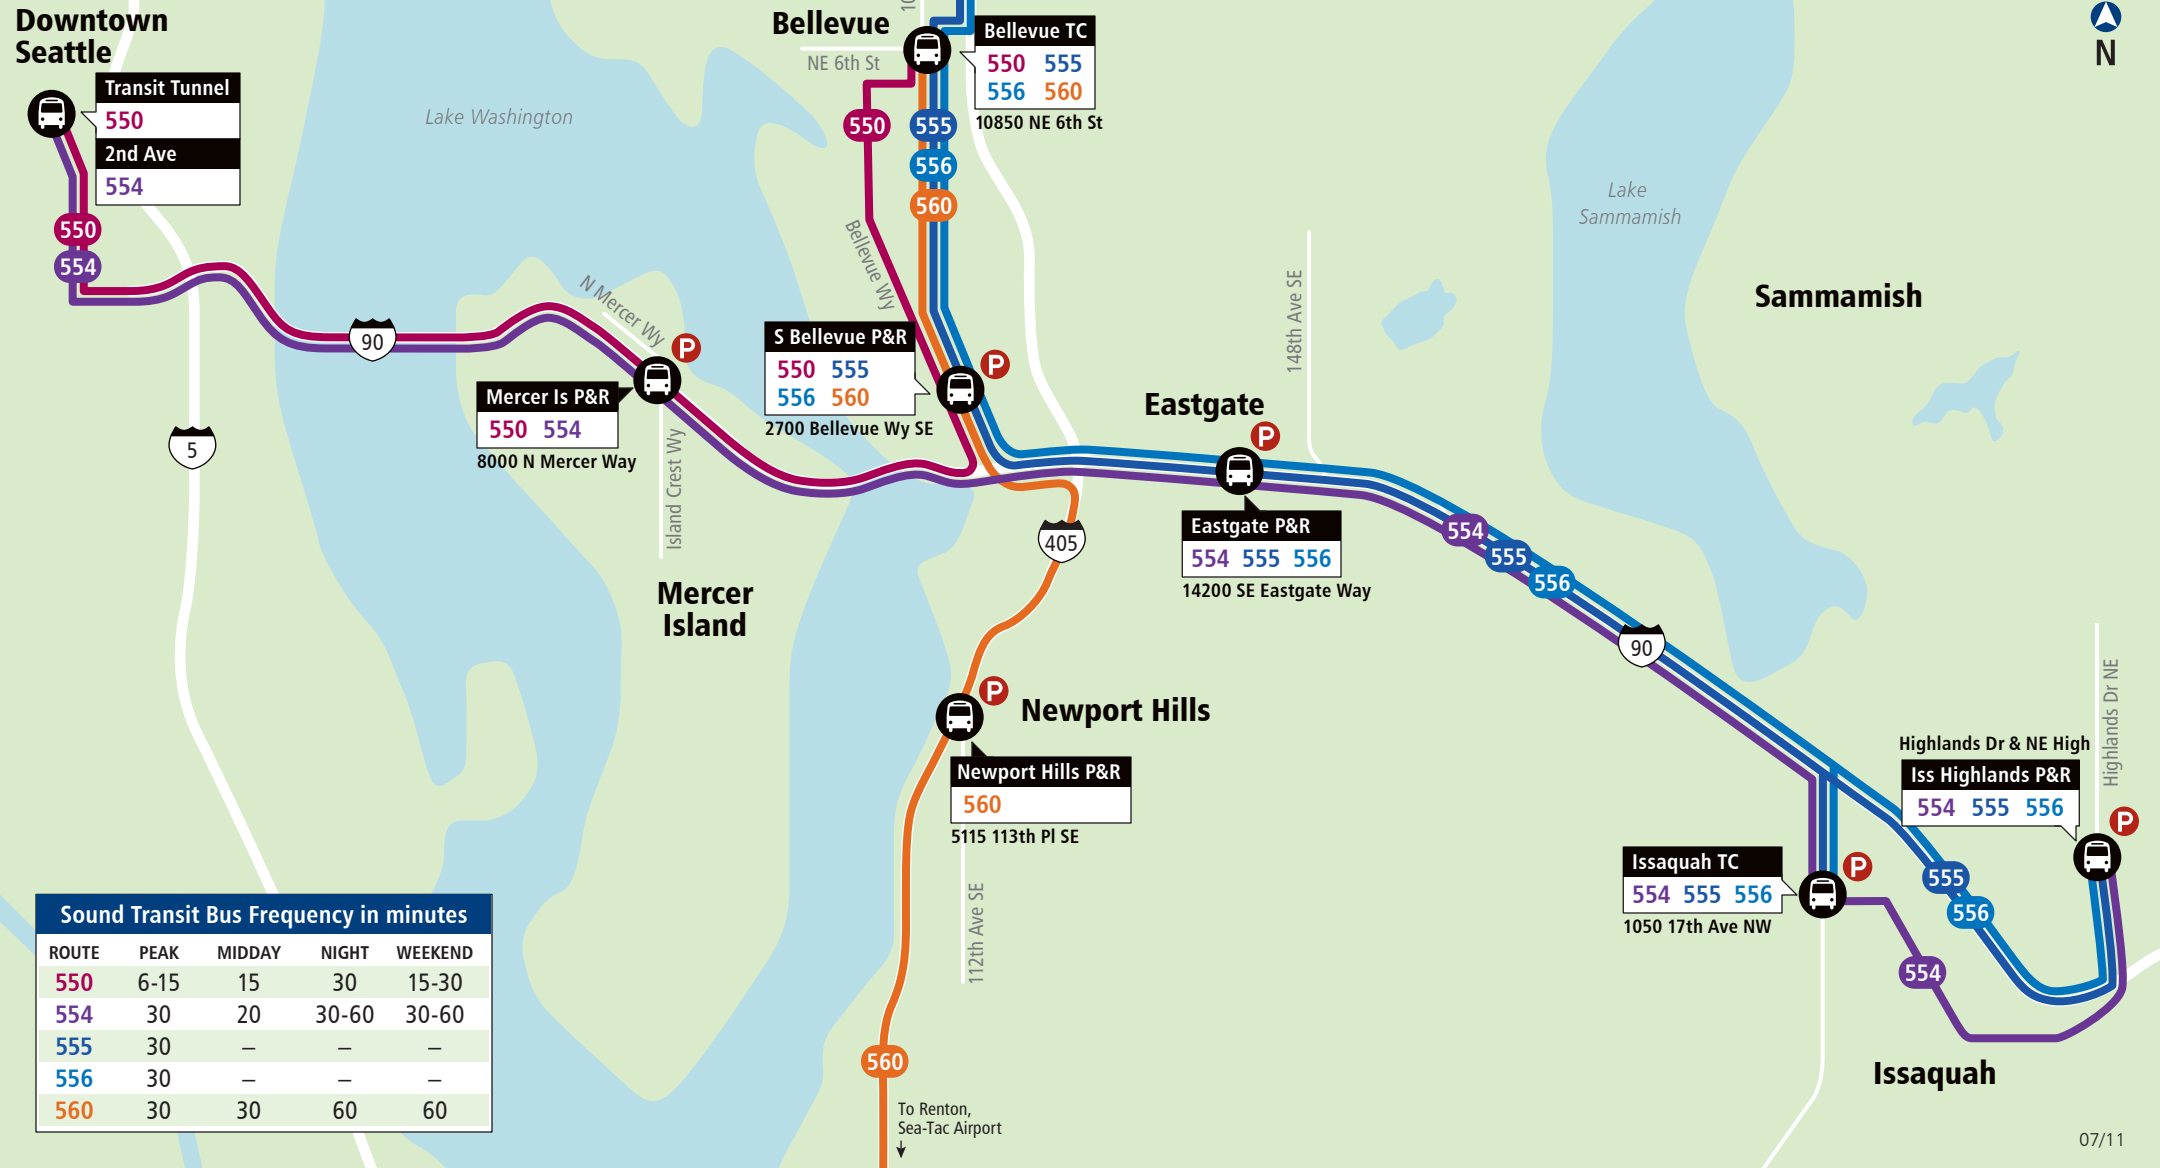 Downtown
Seattle
Transit Tunnel
550
2nd Ave
554
550
554
90
5
Lake Washington
N Mercer Wy
P
Mercer Is P&R
550 554
8000 N Mercer Way
Island Crest Wy
Mercer
Island
Bellevue
NE 6th St
10
Bellevue TC
550 555
556 560
10850 NE 6th St
550
555
556
560
Bellevue Wy
S Bellevue P&R
550 555
556 560
2700 Bellevue Wy SE
P
405
Eastgate
P
148th Ave SE
Eastgate P&R
554 555 556
14200 SE Eastgate Way
Lake
Sammamish
Sammamish
N
554
555
556
90
P
Newport Hills
Newport Hills P&R
560
5115 113th Pl SE
112th Ave SE
560
To Renton,
Sea-Tac Airport
Highlands Dr NE
Highlands Dr & NE High
Iss Highlands P&R
554 555 556
P
Issaquah TC
554 555 556
1050 17th Ave NW
P
555
556
554
Issaquah
Sound Transit Bus Frequency in minutes
ROUTE PEAK MIDDAY NIGHT WEEKEND
550 6-15 15 30 15-30
554 30 20 30-60 30-60
555 30 – – –
556 30 – – –
560 30 30 60 60
07/11